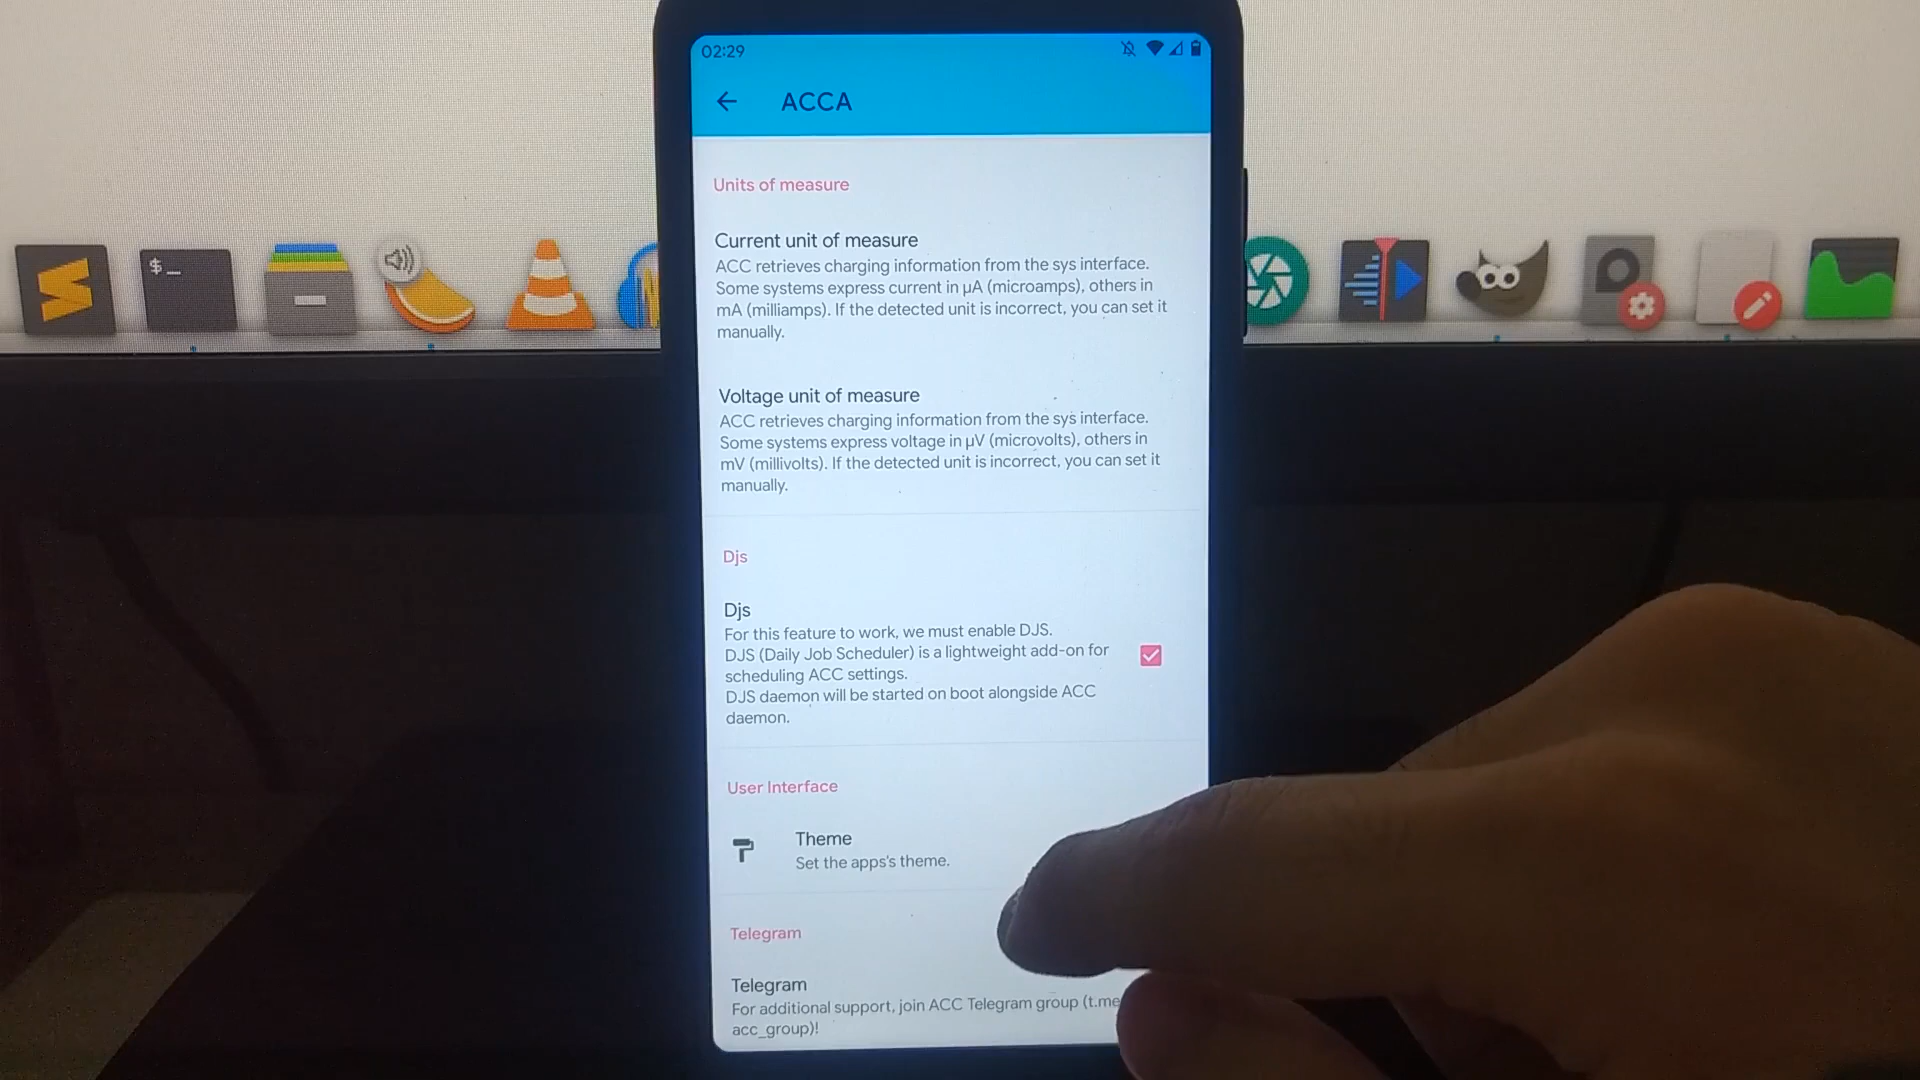 02:29
ACCA
Units of measure
Current unit of measure
ACC retrieves charging information from the sys interface.
Some systems express current in µA (microamps), others in
mA (milliamps). If the detected unit is incorrect, you can set it
manually.
Voltage unit of measure
ACC retrieves charging information from the sys interface.
Some systems express voltage in µV (microvolts), others in
mV (millivolts). If the detected unit is incorrect, you can set it
manually.
Djs
Djs
For this feature to work, we must enable DJS.
DJS (Daily Job Scheduler) is a lightweight add-on for
scheduling ACC settings.
DJS daemon will be started on boot alongside ACC
daemon.
User Interface
Theme
Set the apps's theme.
Telegram
Telegram
For additional support, join ACC Telegram group (t.me
acc_group)!
$_